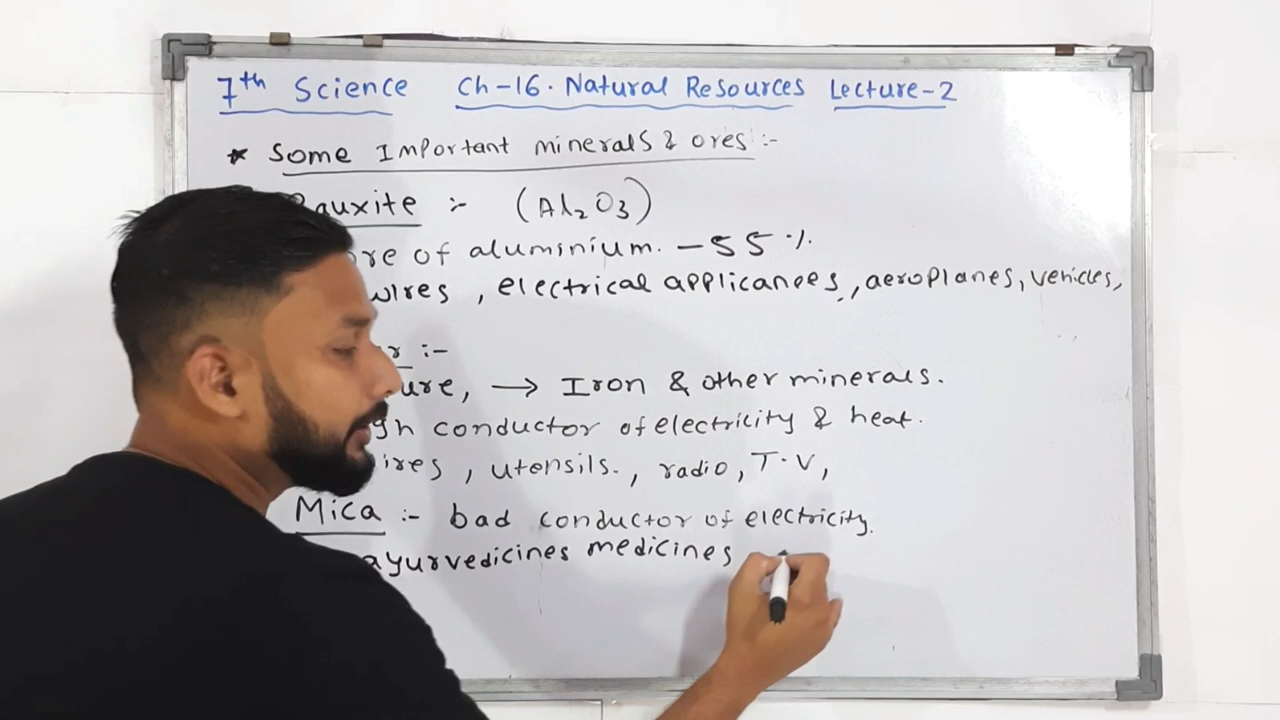 7th Science Ch-16. Natural Resources Lecture-2
* Some Important minerals & ores :-
Bauxite :- (Al2O3)
ore of aluminium. - 55 %.
wires , electrical applicances, aeroplanes, vehicles,
:-
→ Iron & other minerals.
conductor of electricity & heat.
utensils. , radio, T.V,
Mica :- bad conductor of electricity.
ayurvedicines medicines